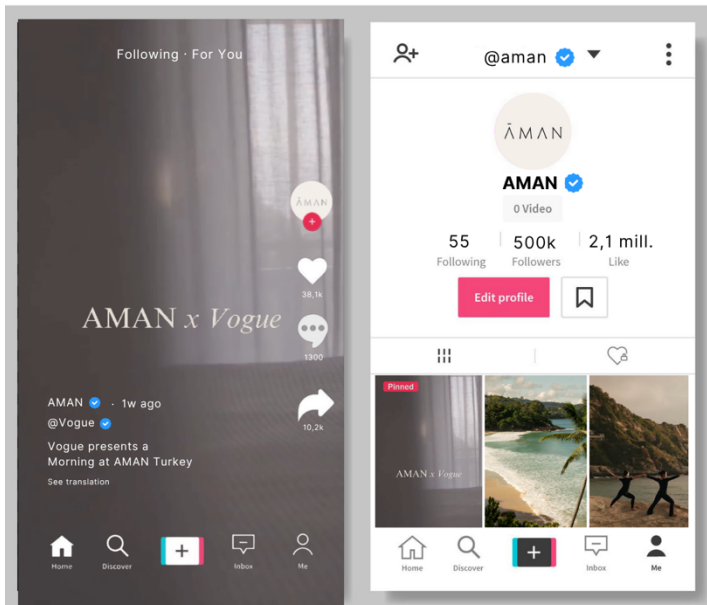 Following · For You
ĀMAN
38,1k
AMAN x Vogue
1300
AMAN · 1w ago
@Vogue
10,2k
Vogue presents a
Morning at AMAN Turkey
See translation
Home Discover Inbox Me
@aman
ĀMAN
AMAN
0 Video
55 500k 2,1 mill.
Following Followers Like
Edit profile
Pinned
AMAN x Vogue
Home Discover Inbox Me